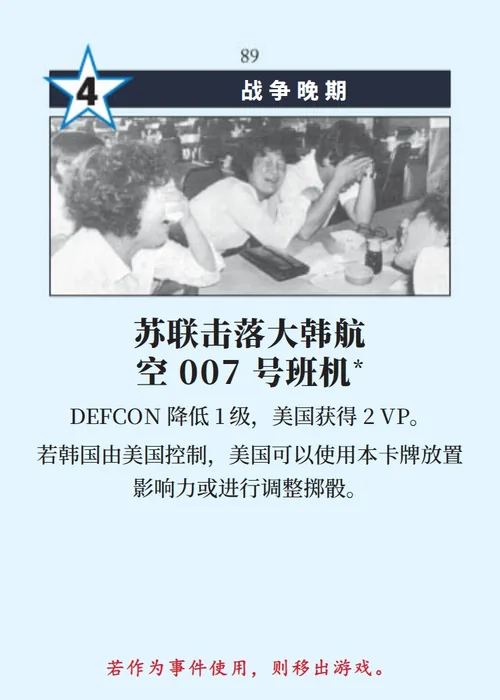 89
4
战争晚期
苏联击落大韩航
空 007 号班机*
DEFCON 降低 1 级，美国获得 2 VP。
若韩国由美国控制，美国可以使用本卡牌放置
影响力或进行调整掷骰。
若作为事件使用，则移出游戏。